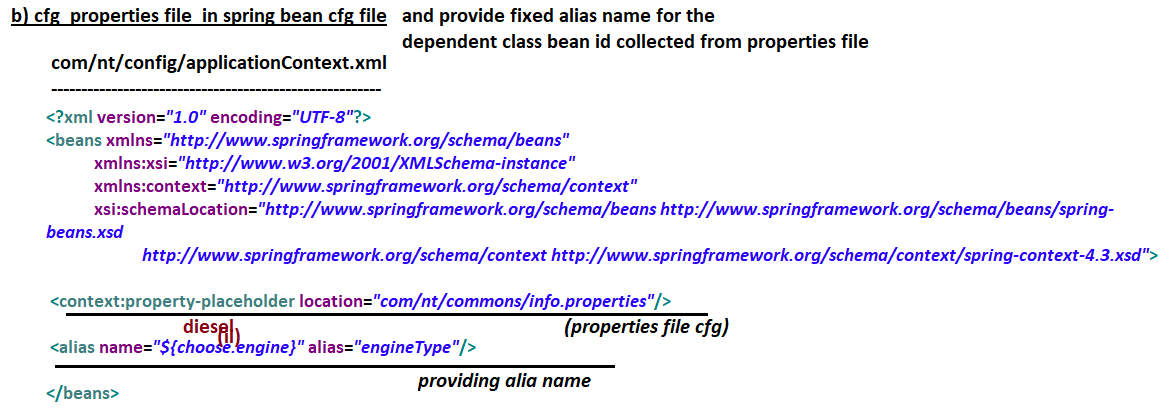 b) cfg  properties file  in spring bean cfg file   and provide fixed alias name for the
dependent class bean id collected from properties file
com/nt/config/applicationContext.xml
-------------------------------------------------------
<?xml version="1.0" encoding="UTF-8"?>
<beans xmlns="http://www.springframework.org/schema/beans"
xmlns:xsi="http://www.w3.org/2001/XMLSchema-instance"
xmlns:context="http://www.springframework.org/schema/context"
xsi:schemaLocation="http://www.springframework.org/schema/beans http://www.springframework.org/schema/beans/spring-
beans.xsd
http://www.springframework.org/schema/context http://www.springframework.org/schema/context/spring-context-4.3.xsd">
<context:property-placeholder location="com/nt/commons/info.properties"/>
diesel (properties file cfg)
(ii)
<alias name="${choose.engine}" alias="engineType"/>
providing alia name
</beans>